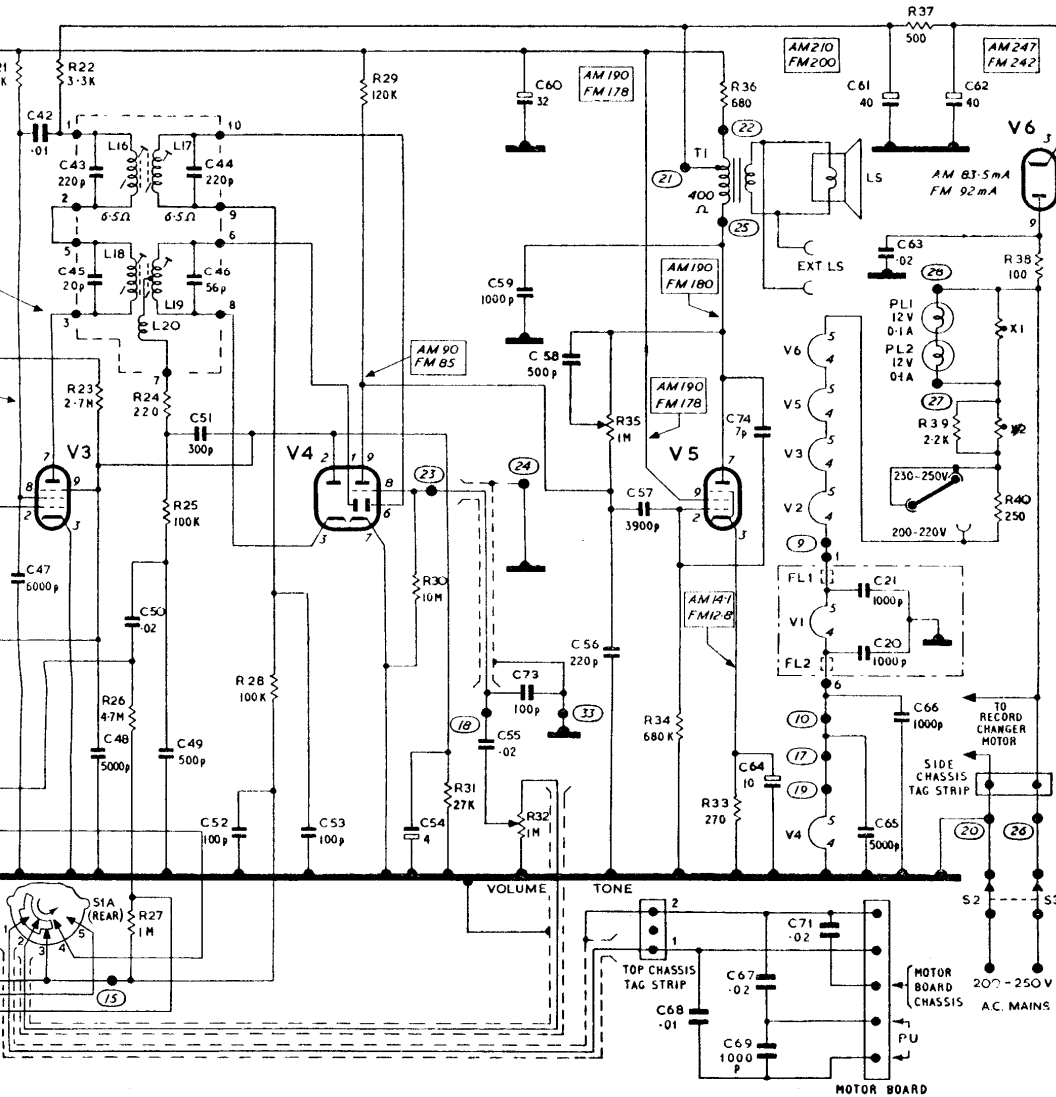 R37
500
AM210
FM200
AM247
FM242
R22
3·3K
R29
120K
C60
32
AM190
FM178
R36
680
C61
40
C62
40
V6
3
C42
·01
1
10
L16
L17
C43
220p
C44
220p
2
6·5Ω
6·5Ω
9
22
T1
21
400
Ω
25
LS
AM 83·5mA
FM 92mA
9
5
6
L18
C45
20p
C46
56p
L19
L20
3
8
7
C59
1000p
AM190
FM180
EXT. LS
C63
·02
R38
100
28
PL1
12V
0·1A
PL2
12V
0·1A
27
X1
AM 90
FM 85
C58
500p
AM190
FM178
V6
5
4
V5
5
4
V3
5
4
V2
5
4
R23
2·7M
R24
220
C51
300p
R35
1M
C74
7p
R39
2·2K
230-250V
200-220V
R40
250
V3
7
8
9
2
3
V4
2
1
9
8
6
3
7
23
24
V5
7
9
2
3
C57
3900p
R25
100K
C47
6000p
C50
·02
R30
10M
9
1
FL1
C21
1000p
V1
5
4
C20
1000p
FL2
6
AM14·1
FM12·8
C56
220p
R28
100K
R26
4·7M
C48
5000p
C49
500p
C73
100p
18
33
C55
·02
R34
680K
10
17
19
C66
1000p
TO
RECORD
CHANGER
MOTOR
SIDE
CHASSIS
TAG STRIP
C64
10
R33
270
V4
5
4
C65
5000p
20
26
C52
100p
C53
100p
C54
4
R31
27K
R32
1M
VOLUME
TONE
S2
S3
S1A
(REAR)
1
2
3
4
5
R27
1M
15
2
1
TOP CHASSIS
TAG STRIP
C71
·02
C67
·02
C68
·01
C69
1000
p
MOTOR
BOARD
CHASSIS
PU
200-250V
A.C. MAINS
MOTOR BOARD